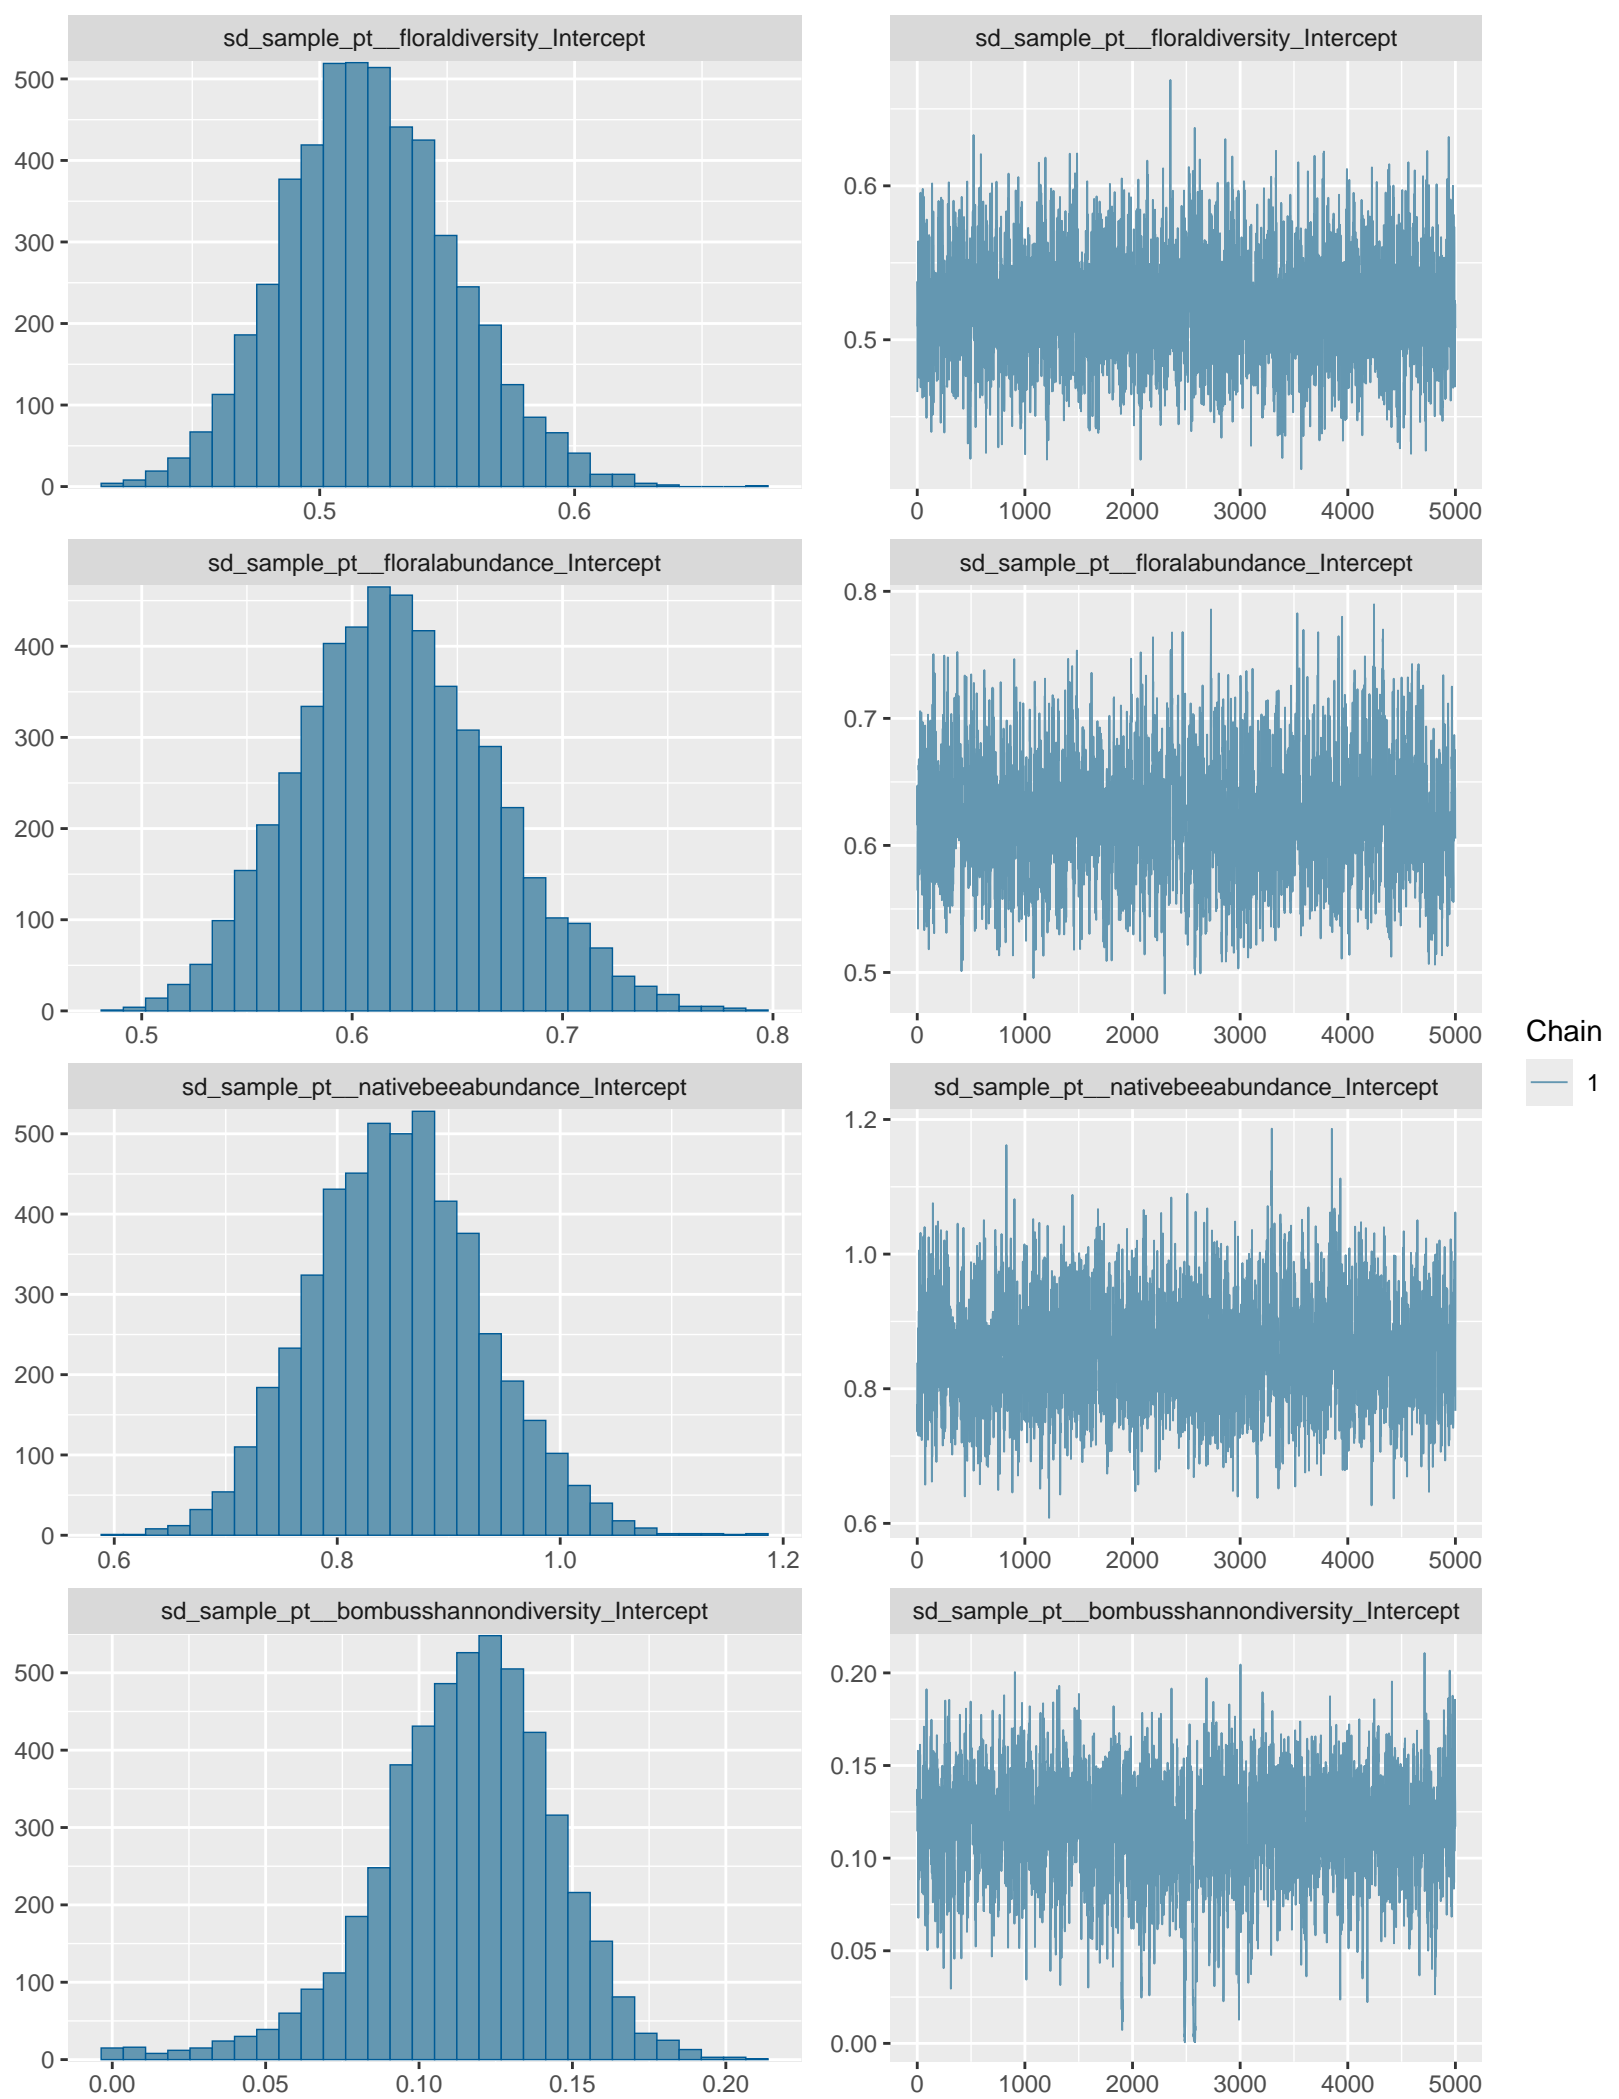 sd_sample_pt__floraldiversity_Intercept
500
400
300
200
100
0
0.5 0.6
sd_sample_pt__floraldiversity_Intercept
0.6
0.5
0 1000 2000 3000 4000 5000
sd_sample_pt__floralabundance_Intercept
400
300
200
100
0
0.5 0.6 0.7 0.8
sd_sample_pt__floralabundance_Intercept
0.8
0.7
0.6
0.5
0 1000 2000 3000 4000 5000
sd_sample_pt__nativebeeabundance_Intercept
500
400
300
200
100
0
0.6 0.8 1.0 1.2
sd_sample_pt__nativebeeabundance_Intercept
1.2
1.0
0.8
0.6
0 1000 2000 3000 4000 5000
sd_sample_pt__bombusshannondiversity_Intercept
500
400
300
200
100
0
0.00 0.05 0.10 0.15 0.20
sd_sample_pt__bombusshannondiversity_Intercept
0.20
0.15
0.10
0.05
0.00
0 1000 2000 3000 4000 5000
Chain
1